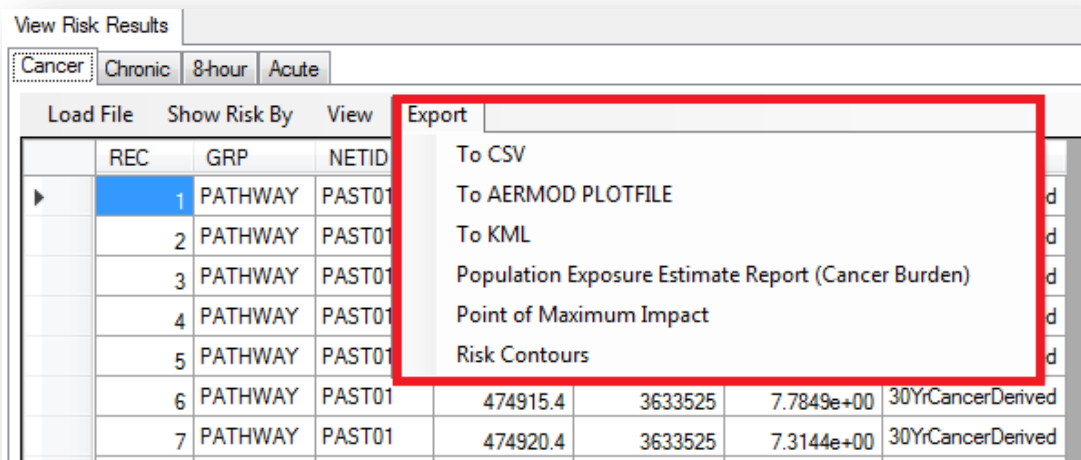 View Risk Results
Cancer Chronic 8-hour Acute
Load File Show Risk By View Export
REC GRP NETID
To CSV
1 PATHWAY PAST01 d
To AERMOD PLOTFILE
2 PATHWAY PAST01 d
To KML
3 PATHWAY PAST01 d
Population Exposure Estimate Report (Cancer Burden)
4 PATHWAY PAST01 d
Point of Maximum Impact
5 PATHWAY PAST01 d
Risk Contours
6 PATHWAY PAST01 474915.4 3633525 7.7849e+00 30YrCancerDerived
7 PATHWAY PAST01 474920.4 3633525 7.3144e+00 30YrCancerDerived